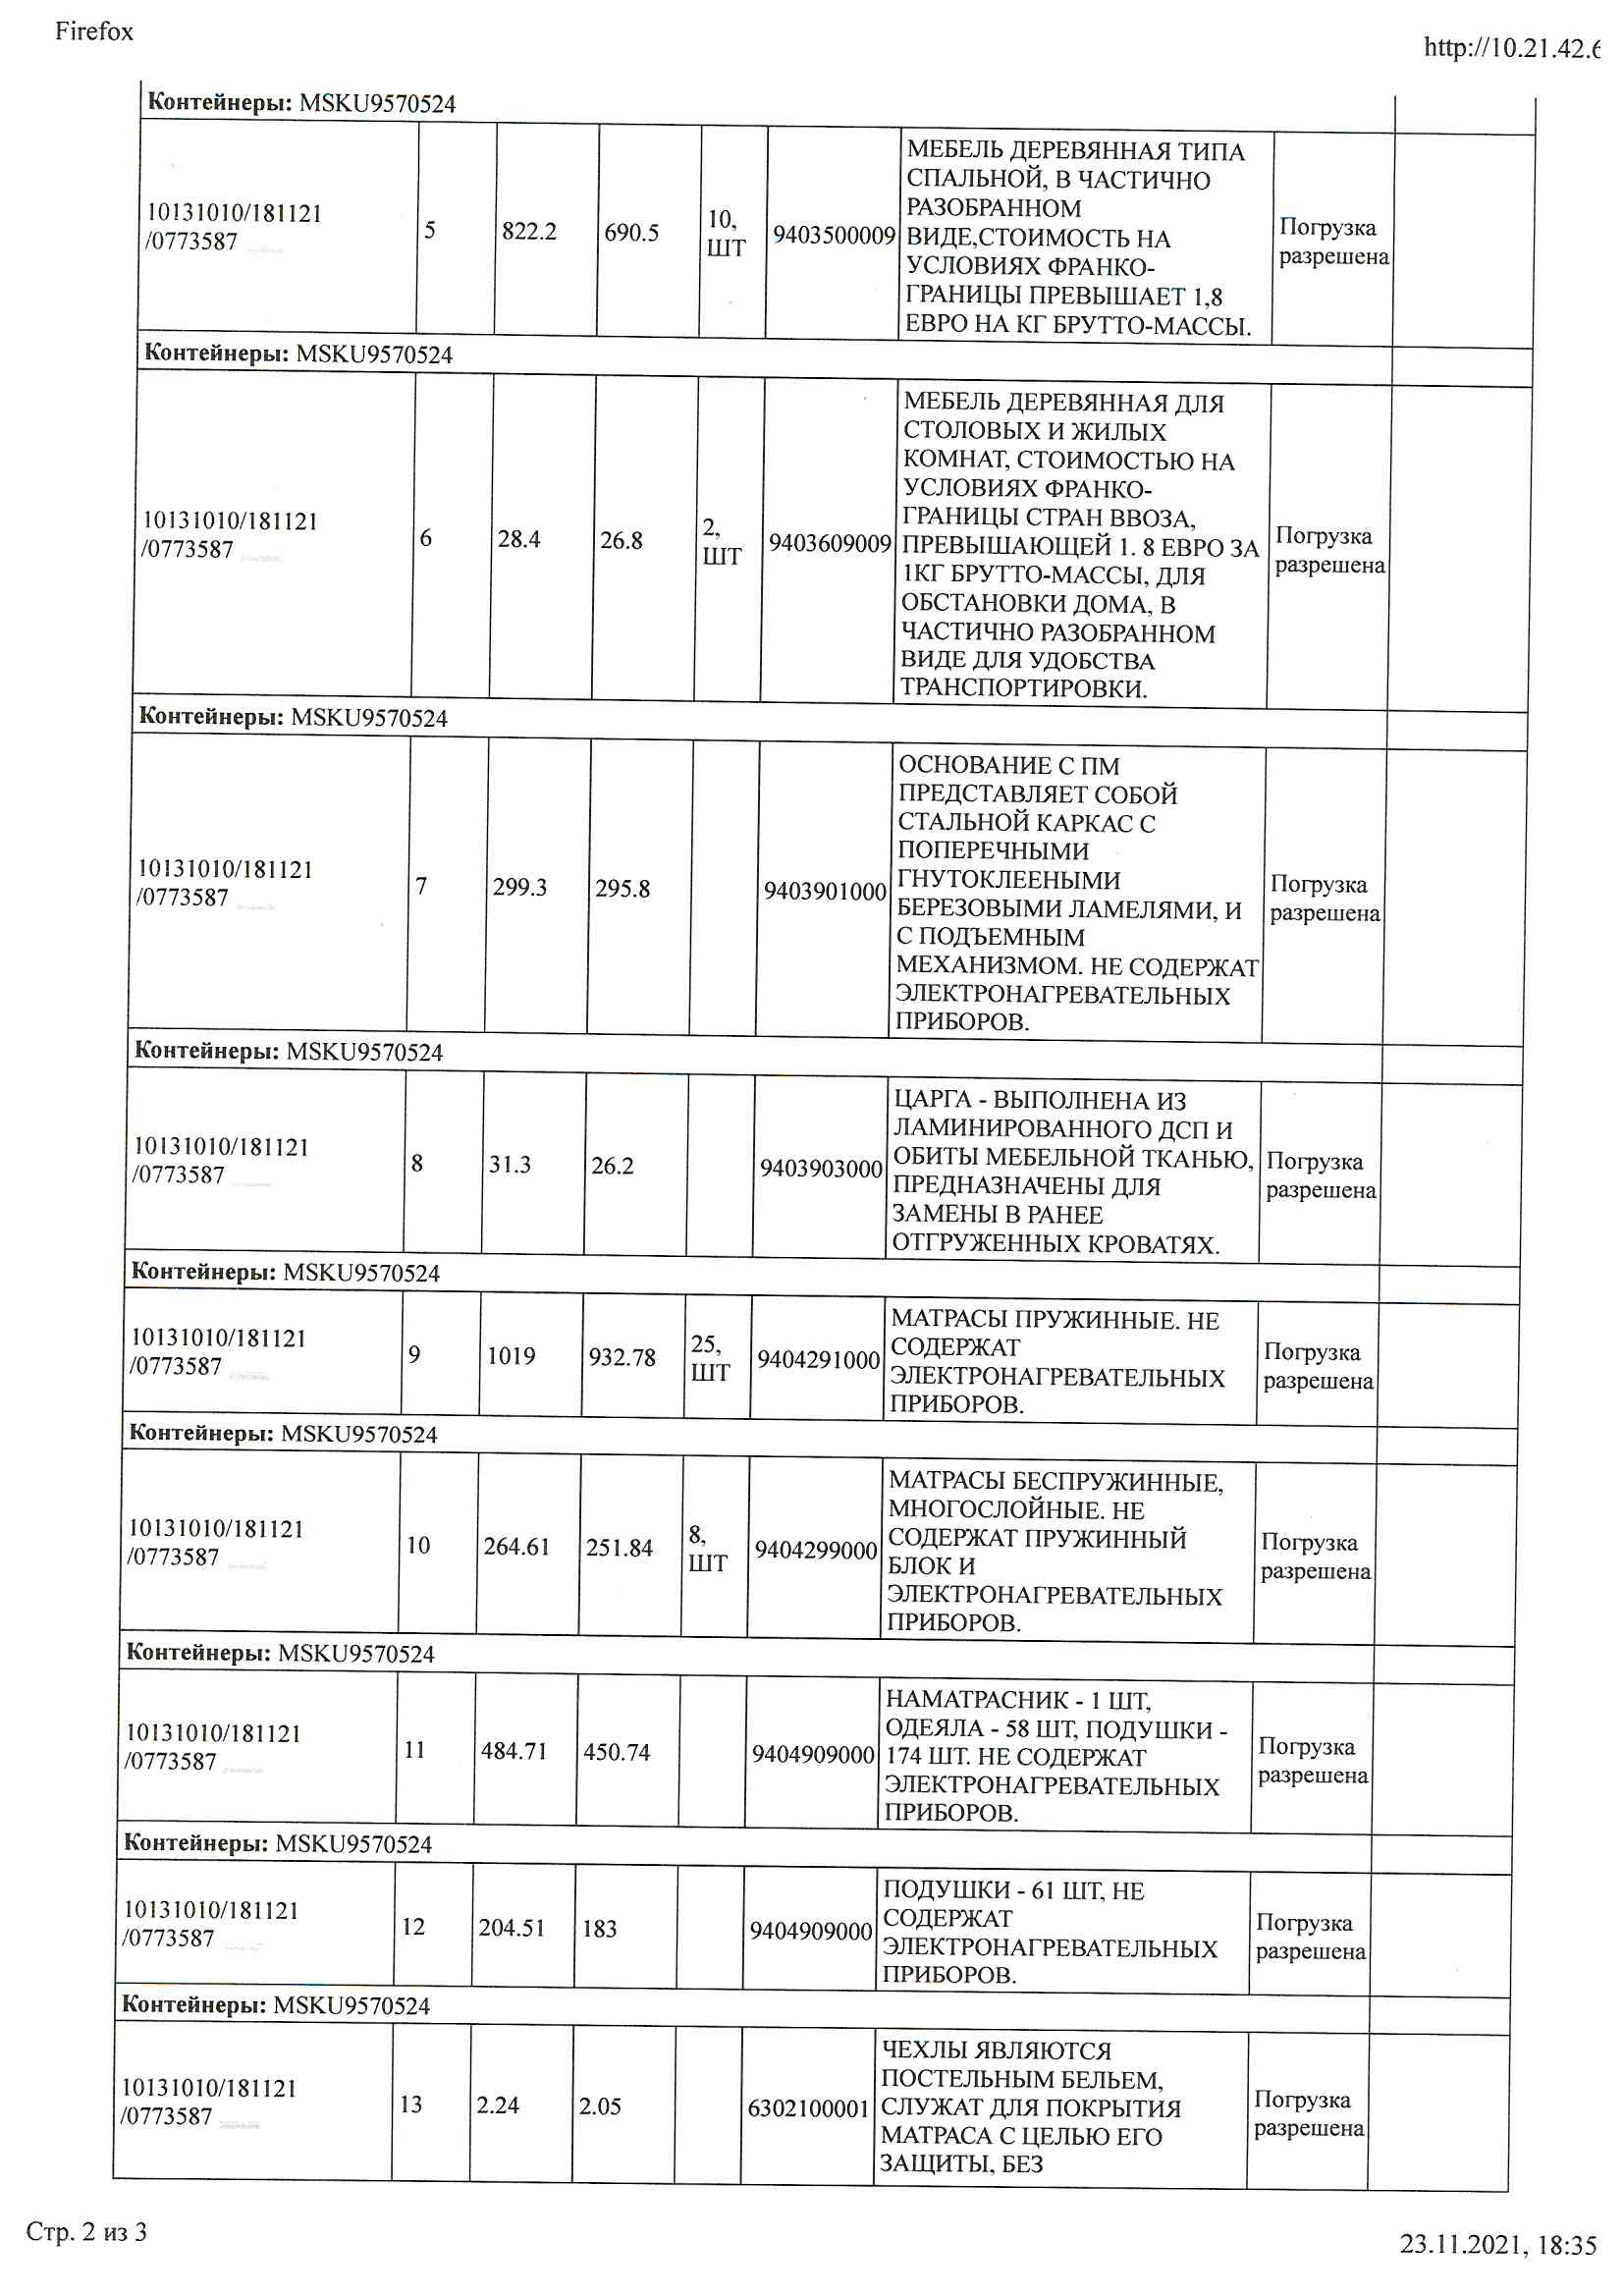 Firefox
http://10.21.42.6
Контейнеры: MSKU9570524
10131010/181121
/0773587
5
822.2
690.5
10,
ШТ
9403500009
МЕБЕЛЬ ДЕРЕВЯННАЯ ТИПА
СПАЛЬНОЙ, В ЧАСТИЧНО
РАЗОБРАННОМ
ВИДЕ,СТОИМОСТЬ НА
УСЛОВИЯХ ФРАНКО-
ГРАНИЦЫ ПРЕВЫШАЕТ 1,8
ЕВРО НА КГ БРУТТО-МАССЫ.
Погрузка
разрешена
Контейнеры: MSKU9570524
10131010/181121
/0773587
6
28.4
26.8
2,
ШТ
9403609009
МЕБЕЛЬ ДЕРЕВЯННАЯ ДЛЯ
СТОЛОВЫХ И ЖИЛЫХ
КОМНАТ, СТОИМОСТЬЮ НА
УСЛОВИЯХ ФРАНКО-
ГРАНИЦЫ СТРАН ВВОЗА,
ПРЕВЫШАЮЩЕЙ 1. 8 ЕВРО ЗА
1КГ БРУТТО-МАССЫ, ДЛЯ
ОБСТАНОВКИ ДОМА, В
ЧАСТИЧНО РАЗОБРАННОМ
ВИДЕ ДЛЯ УДОБСТВА
ТРАНСПОРТИРОВКИ.
Погрузка
разрешена
Контейнеры: MSKU9570524
10131010/181121
/0773587
7
299.3
295.8
9403901000
ОСНОВАНИЕ С ПМ
ПРЕДСТАВЛЯЕТ СОБОЙ
СТАЛЬНОЙ КАРКАС С
ПОПЕРЕЧНЫМИ
ГНУТОКЛЕЕНЫМИ
БЕРЕЗОВЫМИ ЛАМЕЛЯМИ, И
С ПОДЪЕМНЫМ
МЕХАНИЗМОМ. НЕ СОДЕРЖАТ
ЭЛЕКТРОНАГРЕВАТЕЛЬНЫХ
ПРИБОРОВ.
Погрузка
разрешена
Контейнеры: MSKU9570524
10131010/181121
/0773587
8
31.3
26.2
9403903000
ЦАРГА - ВЫПОЛНЕНА ИЗ
ЛАМИНИРОВАННОГО ДСП И
ОБИТЫ МЕБЕЛЬНОЙ ТКАНЬЮ,
ПРЕДНАЗНАЧЕНЫ ДЛЯ
ЗАМЕНЫ В РАНЕЕ
ОТГРУЖЕННЫХ КРОВАТЯХ.
Погрузка
разрешена
Контейнеры: MSKU9570524
10131010/181121
/0773587
9
1019
932.78
25,
ШТ
9404291000
МАТРАСЫ ПРУЖИННЫЕ. НЕ
СОДЕРЖАТ
ЭЛЕКТРОНАГРЕВАТЕЛЬНЫХ
ПРИБОРОВ.
Погрузка
разрешена
Контейнеры: MSKU9570524
10131010/181121
/0773587
10
264.61
251.84
8,
ШТ
9404299000
МАТРАСЫ БЕСПРУЖИННЫЕ,
МНОГОСЛОЙНЫЕ. НЕ
СОДЕРЖАТ ПРУЖИННЫЙ
БЛОК И
ЭЛЕКТРОНАГРЕВАТЕЛЬНЫХ
ПРИБОРОВ.
Погрузка
разрешена
Контейнеры: MSKU9570524
10131010/181121
/0773587
11
484.71
450.74
9404909000
НАМАТРАСНИК - 1 ШТ,
ОДЕЯЛА - 58 ШТ, ПОДУШКИ -
174 ШТ. НЕ СОДЕРЖАТ
ЭЛЕКТРОНАГРЕВАТЕЛЬНЫХ
ПРИБОРОВ.
Погрузка
разрешена
Контейнеры: MSKU9570524
10131010/181121
/0773587
12
204.51
183
9404909000
ПОДУШКИ - 61 ШТ, НЕ
СОДЕРЖАТ
ЭЛЕКТРОНАГРЕВАТЕЛЬНЫХ
ПРИБОРОВ.
Погрузка
разрешена
Контейнеры: MSKU9570524
10131010/181121
/0773587
13
2.24
2.05
6302100001
ЧЕХЛЫ ЯВЛЯЮТСЯ
ПОСТЕЛЬНЫМ БЕЛЬЕМ,
СЛУЖАТ ДЛЯ ПОКРЫТИЯ
МАТРАСА С ЦЕЛЬЮ ЕГО
ЗАЩИТЫ, БЕЗ
Погрузка
разрешена
Стр. 2 из 3
23.11.2021, 18:35